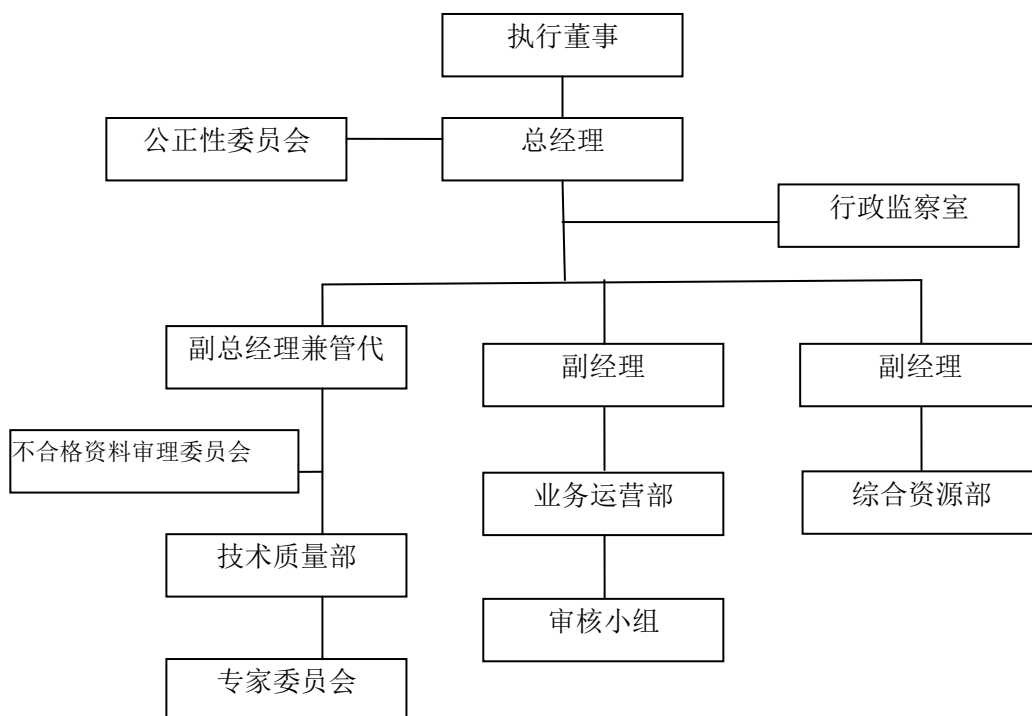 执行董事
公正性委员会
总经理
行政监察室
副总经理兼管代
副经理
副经理
不合格资料审理委员会
业务运营部
综合资源部
技术质量部
审核小组
专家委员会